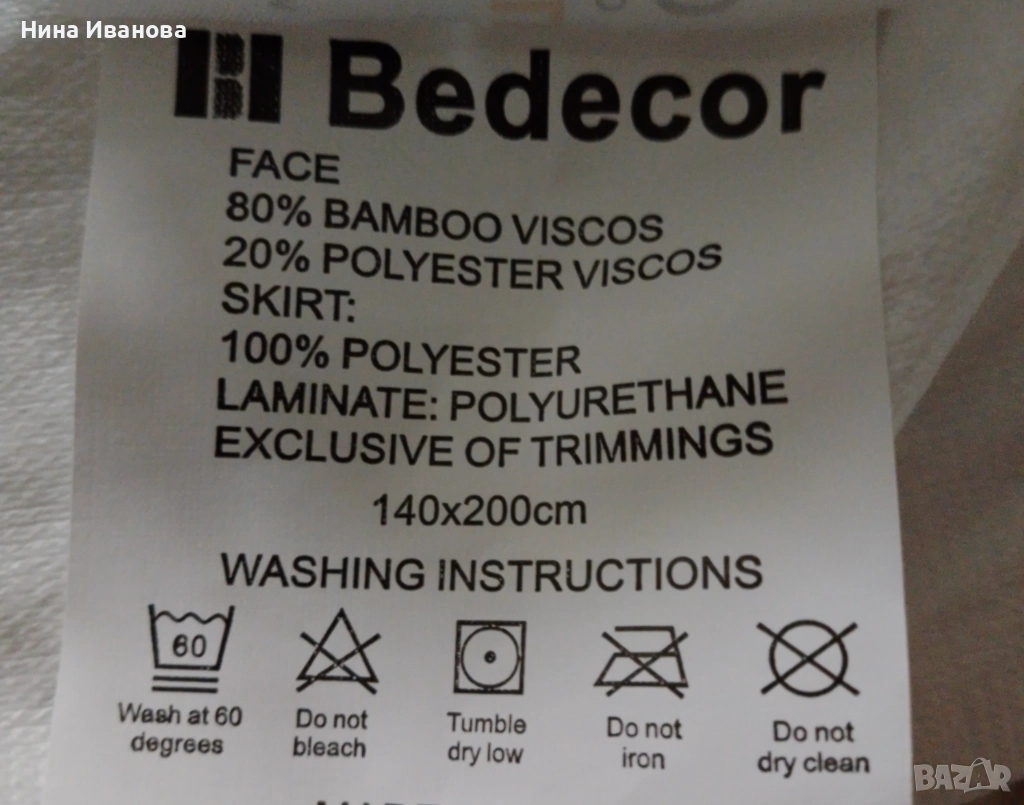 Нина Иванова
Bedecor
FACE
80% BAMBOO VISCOS
20% POLYESTER VISCOS
SKIRT:
100% POLYESTER
LAMINATE: POLYURETHANE
EXCLUSIVE OF TRIMMINGS
140x200cm
WASHING INSTRUCTIONS
60
Wash at 60 degrees
Do not bleach
Tumble dry low
Do not iron
Do not dry clean
BAZAR